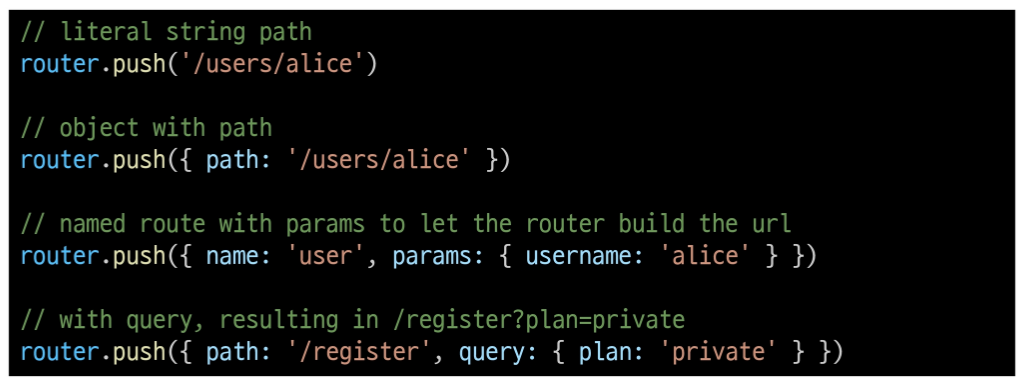 // literal string path
router.push('/users/alice')
// object with path
router.push({ path: '/users/alice' })
// named route with params to let the router build the url
router.push({ name: 'user', params: { username: 'alice' } })
// with query, resulting in /register?plan=private
router.push({ path: '/register', query: { plan: 'private' } })